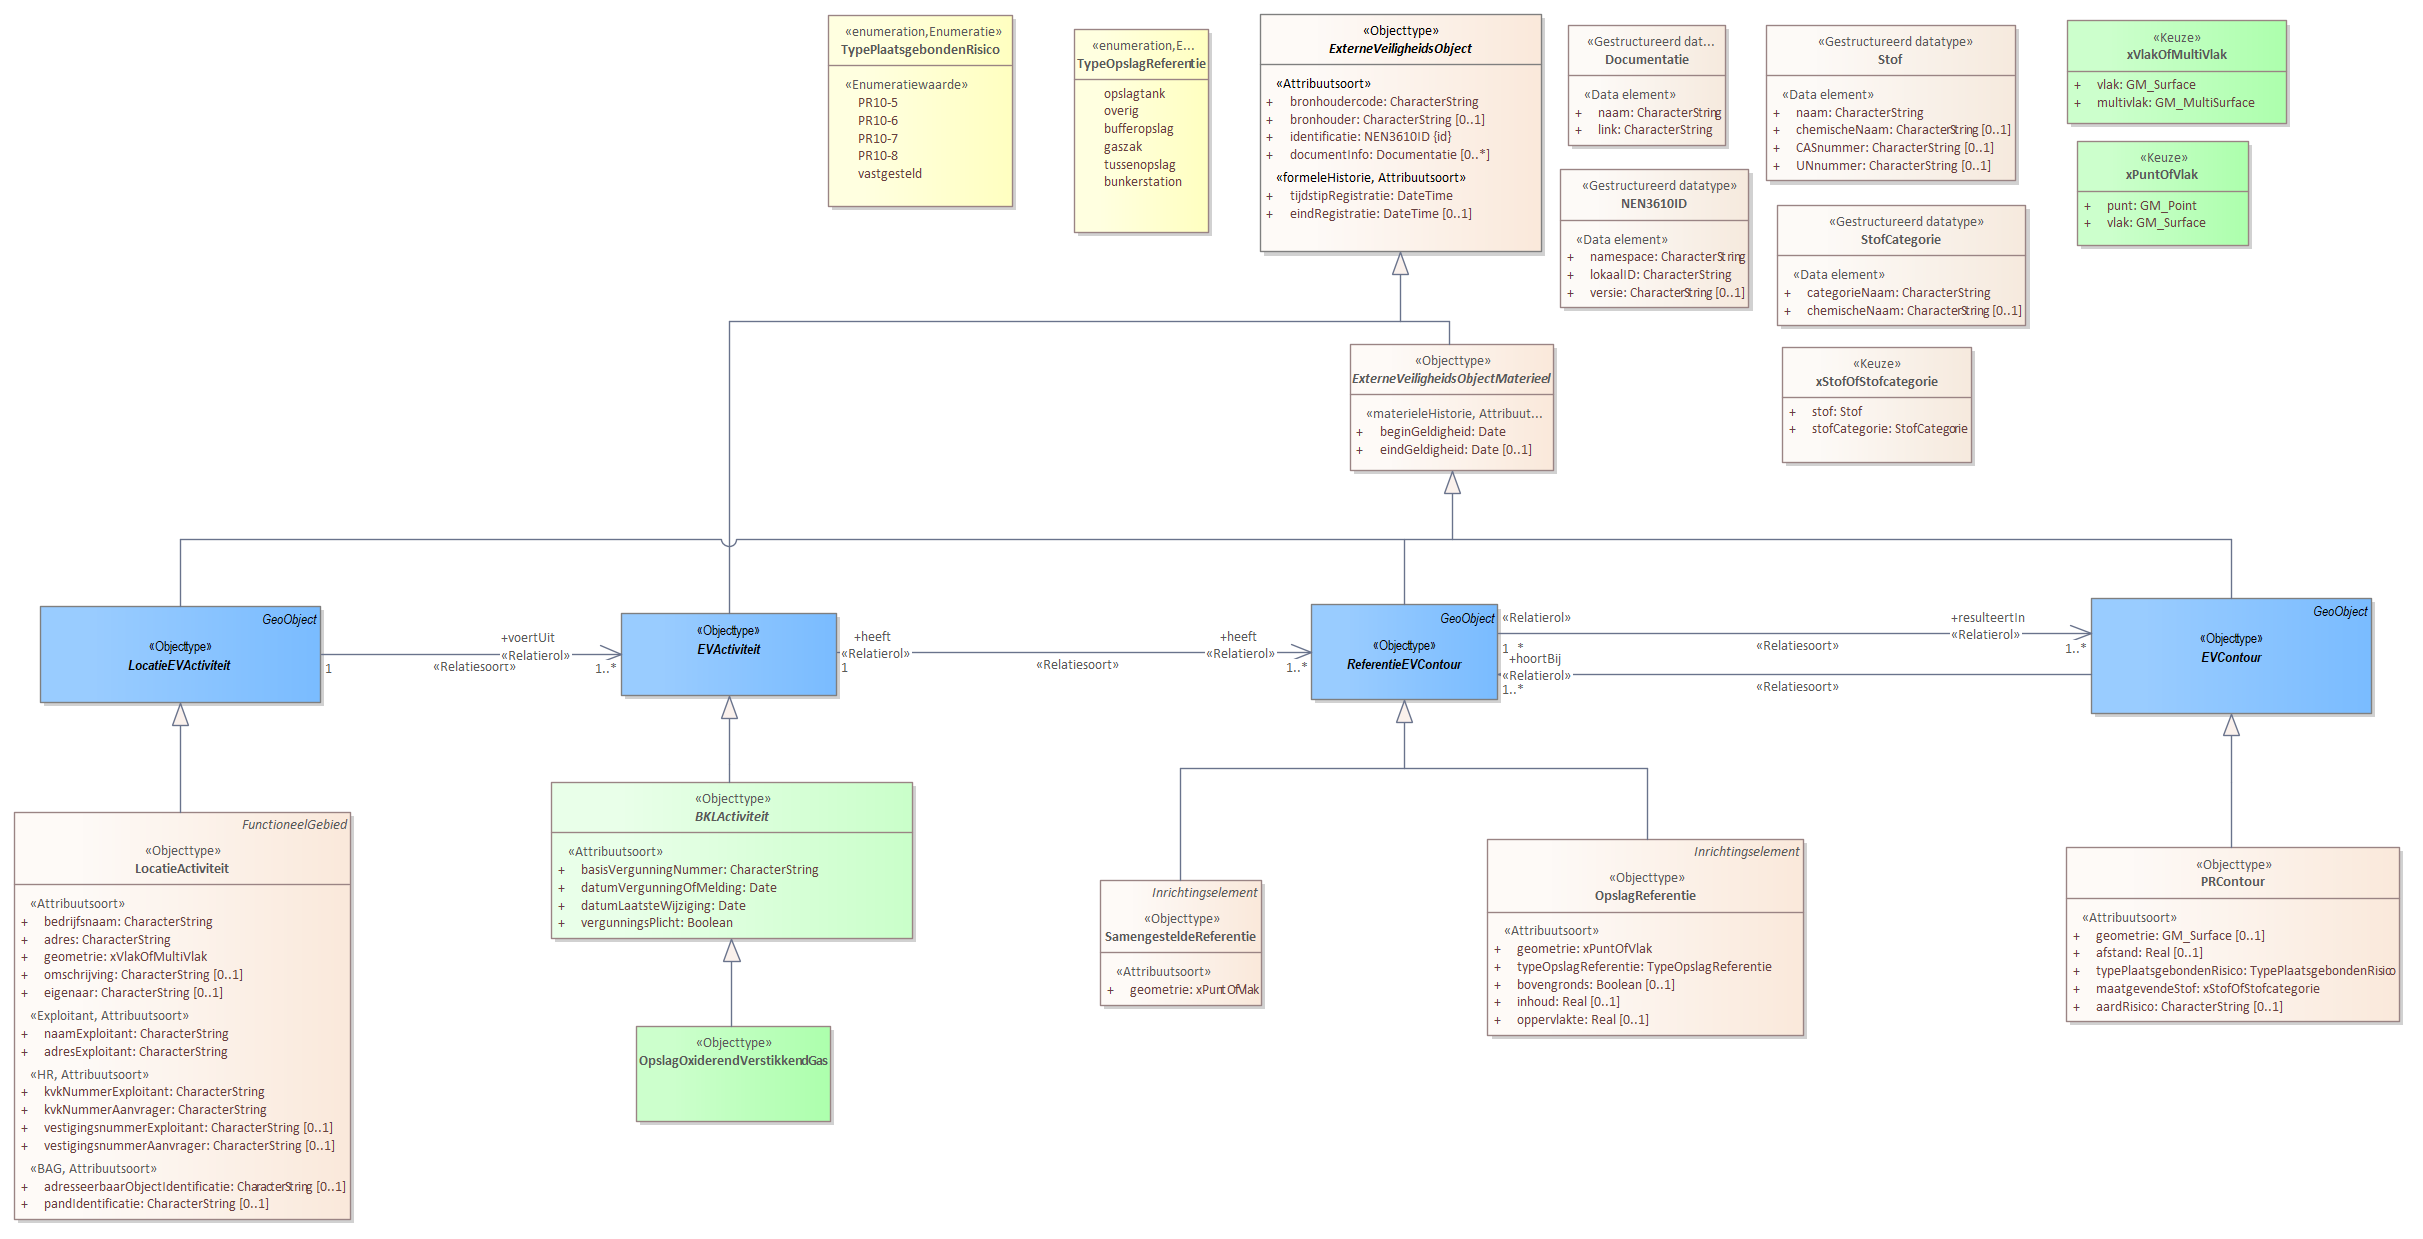 «enumeration,Enumeratie»
TypePlaatsgebondenRisico
«Enumeratiewaarde»
PR10-5
PR10-6
PR10-7
PR10-8
vastgesteld
«enumeration,E...
TypeOpslagReferentie
opslagtank
overig
bufferopslag
gaszak
tussenopslag
bunkerstation
«Objecttype»
ExterneVeiligheidsObject
«Attribuutsoort»
+ bronhoudercode: CharacterString
+ bronhouder: CharacterString [0..1]
+ identificatie: NEN3610ID {id}
+ documentInfo: Documentatie [0..*]
«formeleHistorie, Attribuutsoort»
+ tijdstipRegistratie: DateTime
+ eindRegistratie: DateTime [0..1]
«Gestructureerd dat...
Documentatie
«Data element»
+ naam: CharacterString
+ link: CharacterString
«Gestructureerd datatype»
NEN3610ID
«Data element»
+ namespace: CharacterString
+ lokaalID: CharacterString
+ versie: CharacterString [0..1]
«Gestructureerd datatype»
Stof
«Data element»
+ naam: CharacterString
+ chemischeNaam: CharacterString [0..1]
+ CASnummer: CharacterString [0..1]
+ UNnummer: CharacterString [0..1]
«Gestructureerd datatype»
StofCategorie
«Data element»
+ categorieNaam: CharacterString
+ chemischeNaam: CharacterString [0..1]
«Keuze»
xStofOfStofcategorie
+ stof: Stof
+ stofCategorie: StofCategorie
«Keuze»
xVlakOfMultiVlak
+ vlak: GM_Surface
+ multivlak: GM_MultiSurface
«Keuze»
xPuntOfVlak
+ punt: GM_Point
+ vlak: GM_Surface
«Objecttype»
ExterneVeiligheidsObjectMaterieel
«materieleHistorie, Attribuut...
+ beginGeldigheid: Date
+ eindGeldigheid: Date [0..1]
GeoObject
«Objecttype»
LocatieEVActiviteit
+voertUit
«Relatierol»
1
«Relatiesoort»
1..*
«Objecttype»
EVActiviteit
+heeft
«Relatierol»
1
«Relatiesoort»
+heeft
«Relatierol»
1..*
GeoObject
«Objecttype»
ReferentieEVContour
«Relatierol»
1..*
«Relatiesoort»
+resulteertIn
«Relatierol»
1..*
+hoortBij
«Relatierol»
1..*
«Relatiesoort»
GeoObject
«Objecttype»
EVContour
FunctioneelGebied
«Objecttype»
LocatieActiviteit
«Attribuutsoort»
+ bedrijfsnaam: CharacterString
+ adres: CharacterString
+ geometrie: xVlakOfMultiVlak
+ omschrijving: CharacterString [0..1]
+ eigenaar: CharacterString [0..1]
«Exploitant, Attribuutsoort»
+ naamExploitant: CharacterString
+ adresExploitant: CharacterString
«HR, Attribuutsoort»
+ kvkNummerExploitant: CharacterString
+ kvkNummerAanvrager: CharacterString
+ vestigingsnummerExploitant: CharacterString [0..1]
+ vestigingsnummerAanvrager: CharacterString [0..1]
«BAG, Attribuutsoort»
+ adresseerbaarObjectIdentificatie: CharacterString [0..1]
+ pandIdentificatie: CharacterString [0..1]
«Objecttype»
BKLActiviteit
«Attribuutsoort»
+ basisVergunningNummer: CharacterString
+ datumVergunningOfMelding: Date
+ datumLaatsteWijziging: Date
+ vergunningsPlicht: Boolean
«Objecttype»
OpslagOxiderendVerstikkendGas
Inrichtingselement
«Objecttype»
SamengesteldeReferentie
«Attribuutsoort»
+ geometrie: xPuntOfVlak
Inrichtingselement
«Objecttype»
OpslagReferentie
«Attribuutsoort»
+ geometrie: xPuntOfVlak
+ typeOpslagReferentie: TypeOpslagReferentie
+ bovengronds: Boolean [0..1]
+ inhoud: Real [0..1]
+ oppervlakte: Real [0..1]
«Objecttype»
PRContour
«Attribuutsoort»
+ geometrie: GM_Surface [0..1]
+ afstand: Real [0..1]
+ typePlaatsgebondenRisico: TypePlaatsgebondenRisico
+ maatgevendeStof: xStofOfStofcategorie
+ aardRisico: CharacterString [0..1]